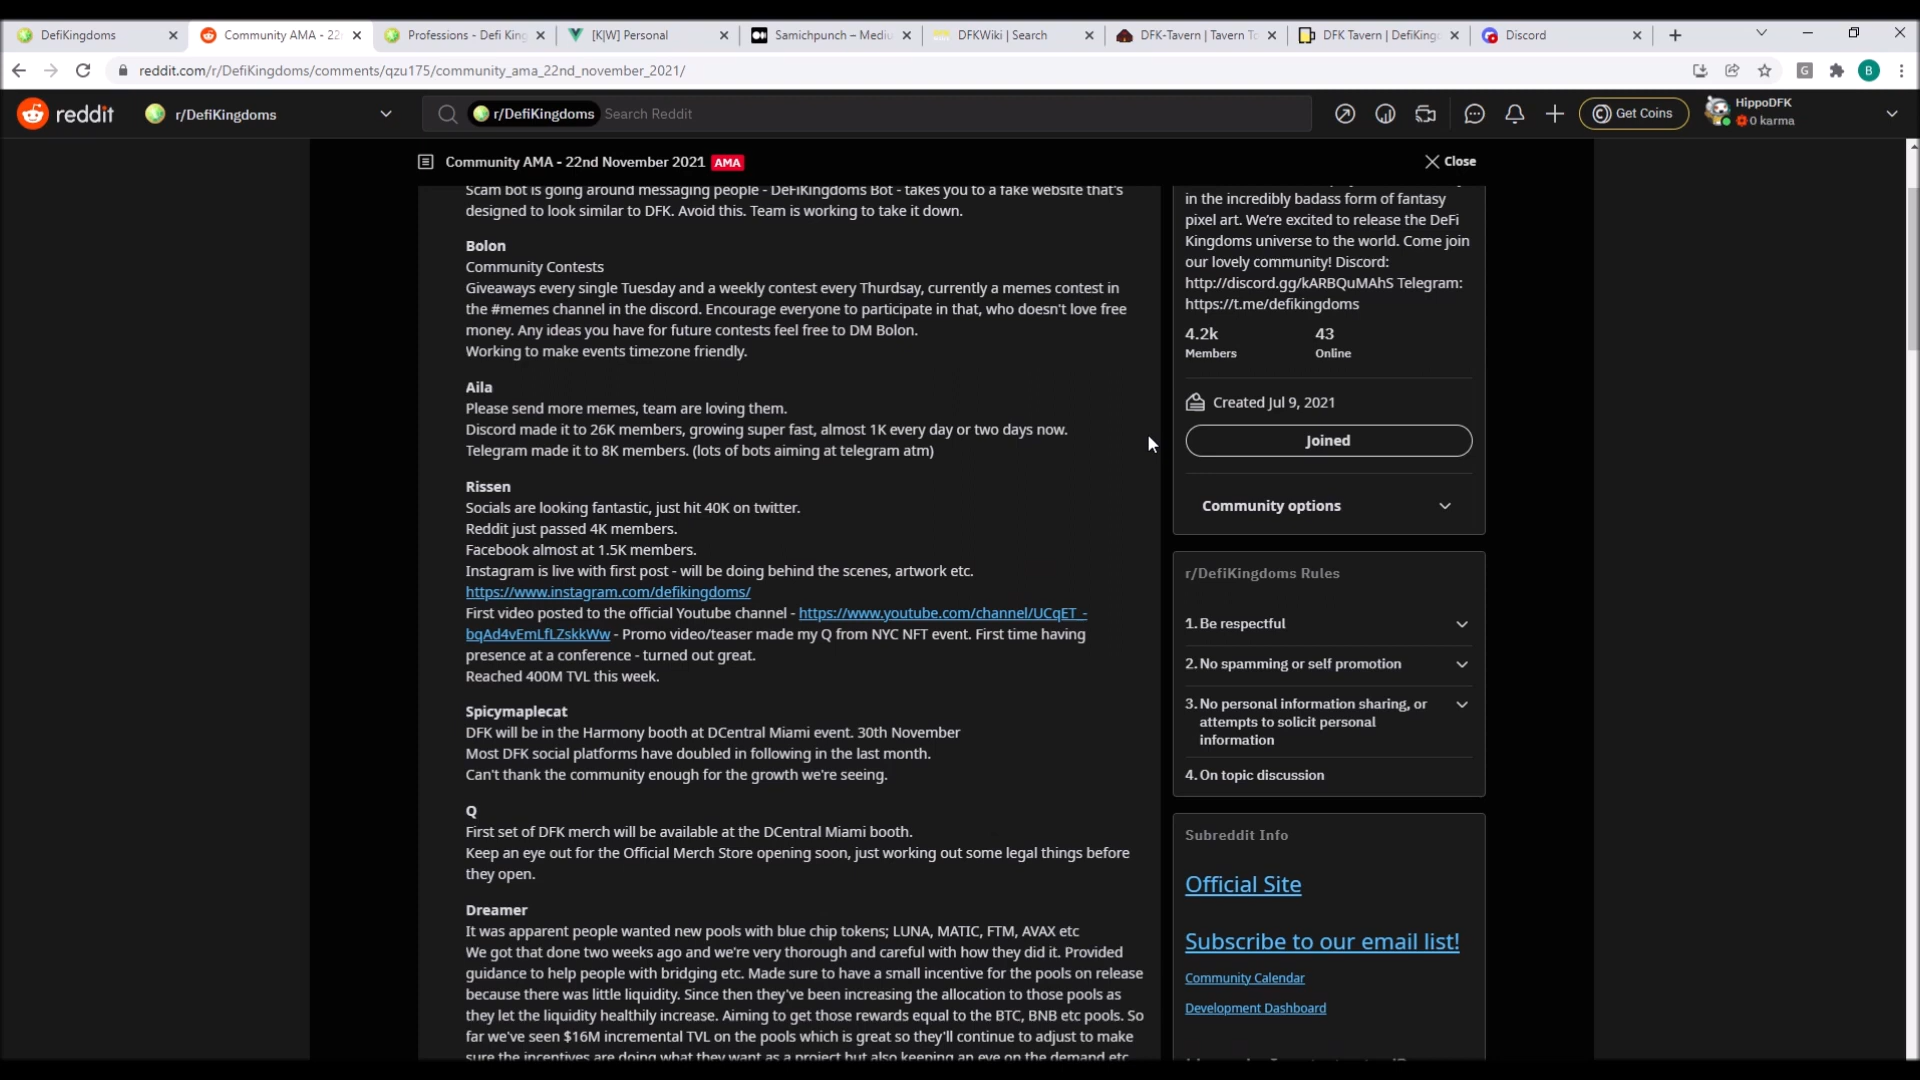 DefiKingdoms
Community AMA - 22
Professions - Defi King
[K|W] Personal
Samichpunch – Mediu
DFKWiki | Search
DFK-Tavern | Tavern To
DFK Tavern | DefiKing
Discord
reddit.com/r/DefiKingdoms/comments/qzu175/community_ama_22nd_november_2021/
G
B
reddit
r/DefiKingdoms
r/DefiKingdoms
Search Reddit
Get Coins
HippoDFK
0 karma
Community AMA - 22nd November 2021 AMA
Close
Scam bot is going around messaging people - DeFiKingdoms Bot - takes you to a fake website that's
designed to look similar to DFK. Avoid this. Team is working to take it down.
Bolon
Community Contests
Giveaways every single Tuesday and a weekly contest every Thurdsay, currently a memes contest in
the #memes channel in the discord. Encourage everyone to participate in that, who doesn't love free
money. Any ideas you have for future contests feel free to DM Bolon.
Working to make events timezone friendly.
Aila
Please send more memes, team are loving them.
Discord made it to 26K members, growing super fast, almost 1K every day or two days now.
Telegram made it to 8K members. (lots of bots aiming at telegram atm)
Rissen
Socials are looking fantastic, just hit 40K on twitter.
Reddit just passed 4K members.
Facebook almost at 1.5K members.
Instagram is live with first post - will be doing behind the scenes, artwork etc.
https://www.instagram.com/defikingdoms/
First video posted to the official Youtube channel - https://www.youtube.com/channel/UCqET_-
bqAd4vEmLfLZskkWw - Promo video/teaser made my Q from NYC NFT event. First time having
presence at a conference - turned out great.
Reached 400M TVL this week.
Spicymaplecat
DFK will be in the Harmony booth at DCentral Miami event. 30th November
Most DFK social platforms have doubled in following in the last month.
Can't thank the community enough for the growth we're seeing.
Q
First set of DFK merch will be available at the DCentral Miami booth.
Keep an eye out for the Official Merch Store opening soon, just working out some legal things before
they open.
Dreamer
It was apparent people wanted new pools with blue chip tokens; LUNA, MATIC, FTM, AVAX etc
We got that done two weeks ago and we're very thorough and careful with how they did it. Provided
guidance to help people with bridging etc. Made sure to have a small incentive for the pools on release
because there was little liquidity. Since then they've been increasing the allocation to those pools as
they let the liquidity healthily increase. Aiming to get those rewards equal to the BTC, BNB etc pools. So
far we've seen $16M incremental TVL on the pools which is great so they'll continue to adjust to make
sure the incentives are doing what they want as a project but also keeping an eye on the demand etc
in the incredibly badass form of fantasy
pixel art. We're excited to release the DeFi
Kingdoms universe to the world. Come join
our lovely community! Discord:
http://discord.gg/kARBQuMAhS Telegram:
https://t.me/defikingdoms
4.2k
Members
43
Online
Created Jul 9, 2021
Joined
Community options
r/DefiKingdoms Rules
1. Be respectful
2. No spamming or self promotion
3. No personal information sharing, or
attempts to solicit personal
information
4. On topic discussion
Subreddit Info
Official Site
Subscribe to our email list!
Community Calendar
Development Dashboard